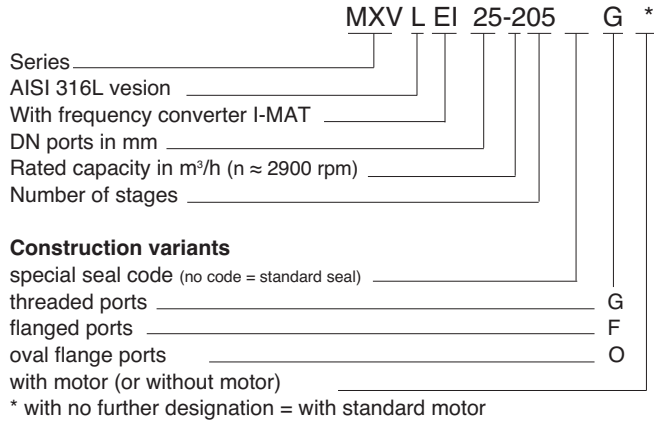 MXV L EI 25-205 G *
Series
AISI 316L vesion
With frequency converter I-MAT
DN ports in mm
Rated capacity in m³/h (n ≈ 2900 rpm)
Number of stages
Construction variants
special seal code (no code = standard seal)
threaded ports G
flanged ports F
oval flange ports O
with motor (or without motor)
* with no further designation = with standard motor